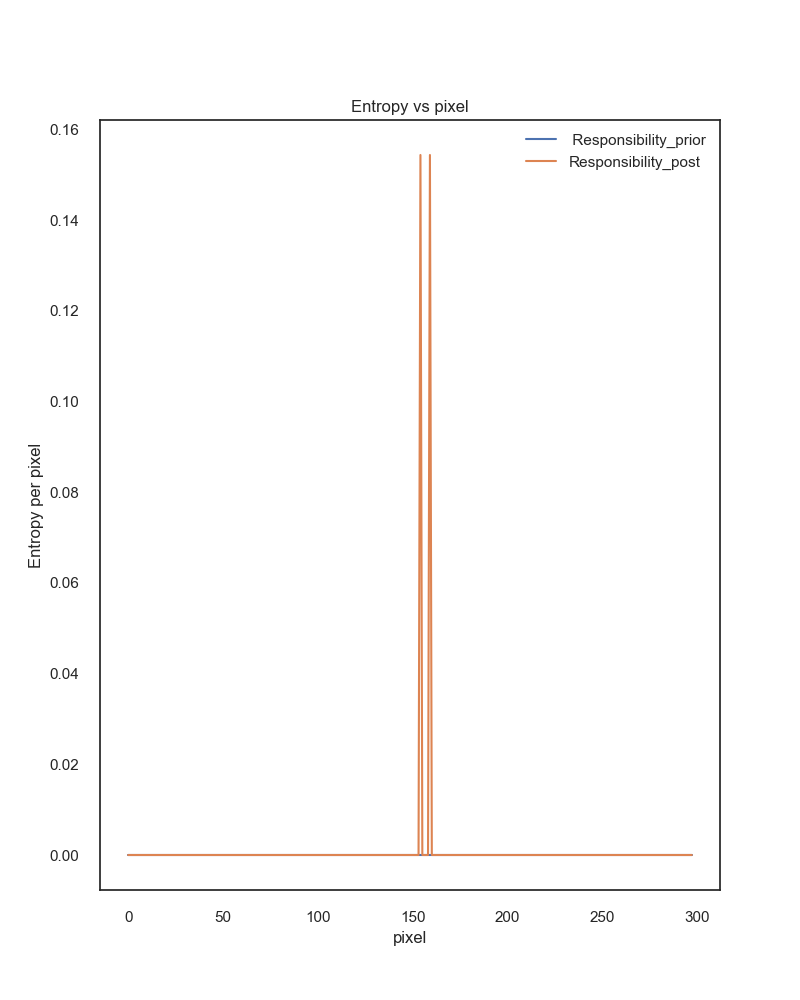 Entropy vs pixel
Responsibility_prior
Responsibility_post
0.16
0.14
0.12
0.10
0.08
0.06
0.04
0.02
0.00
Entropy per pixel
0 50 100 150 200 250 300
pixel